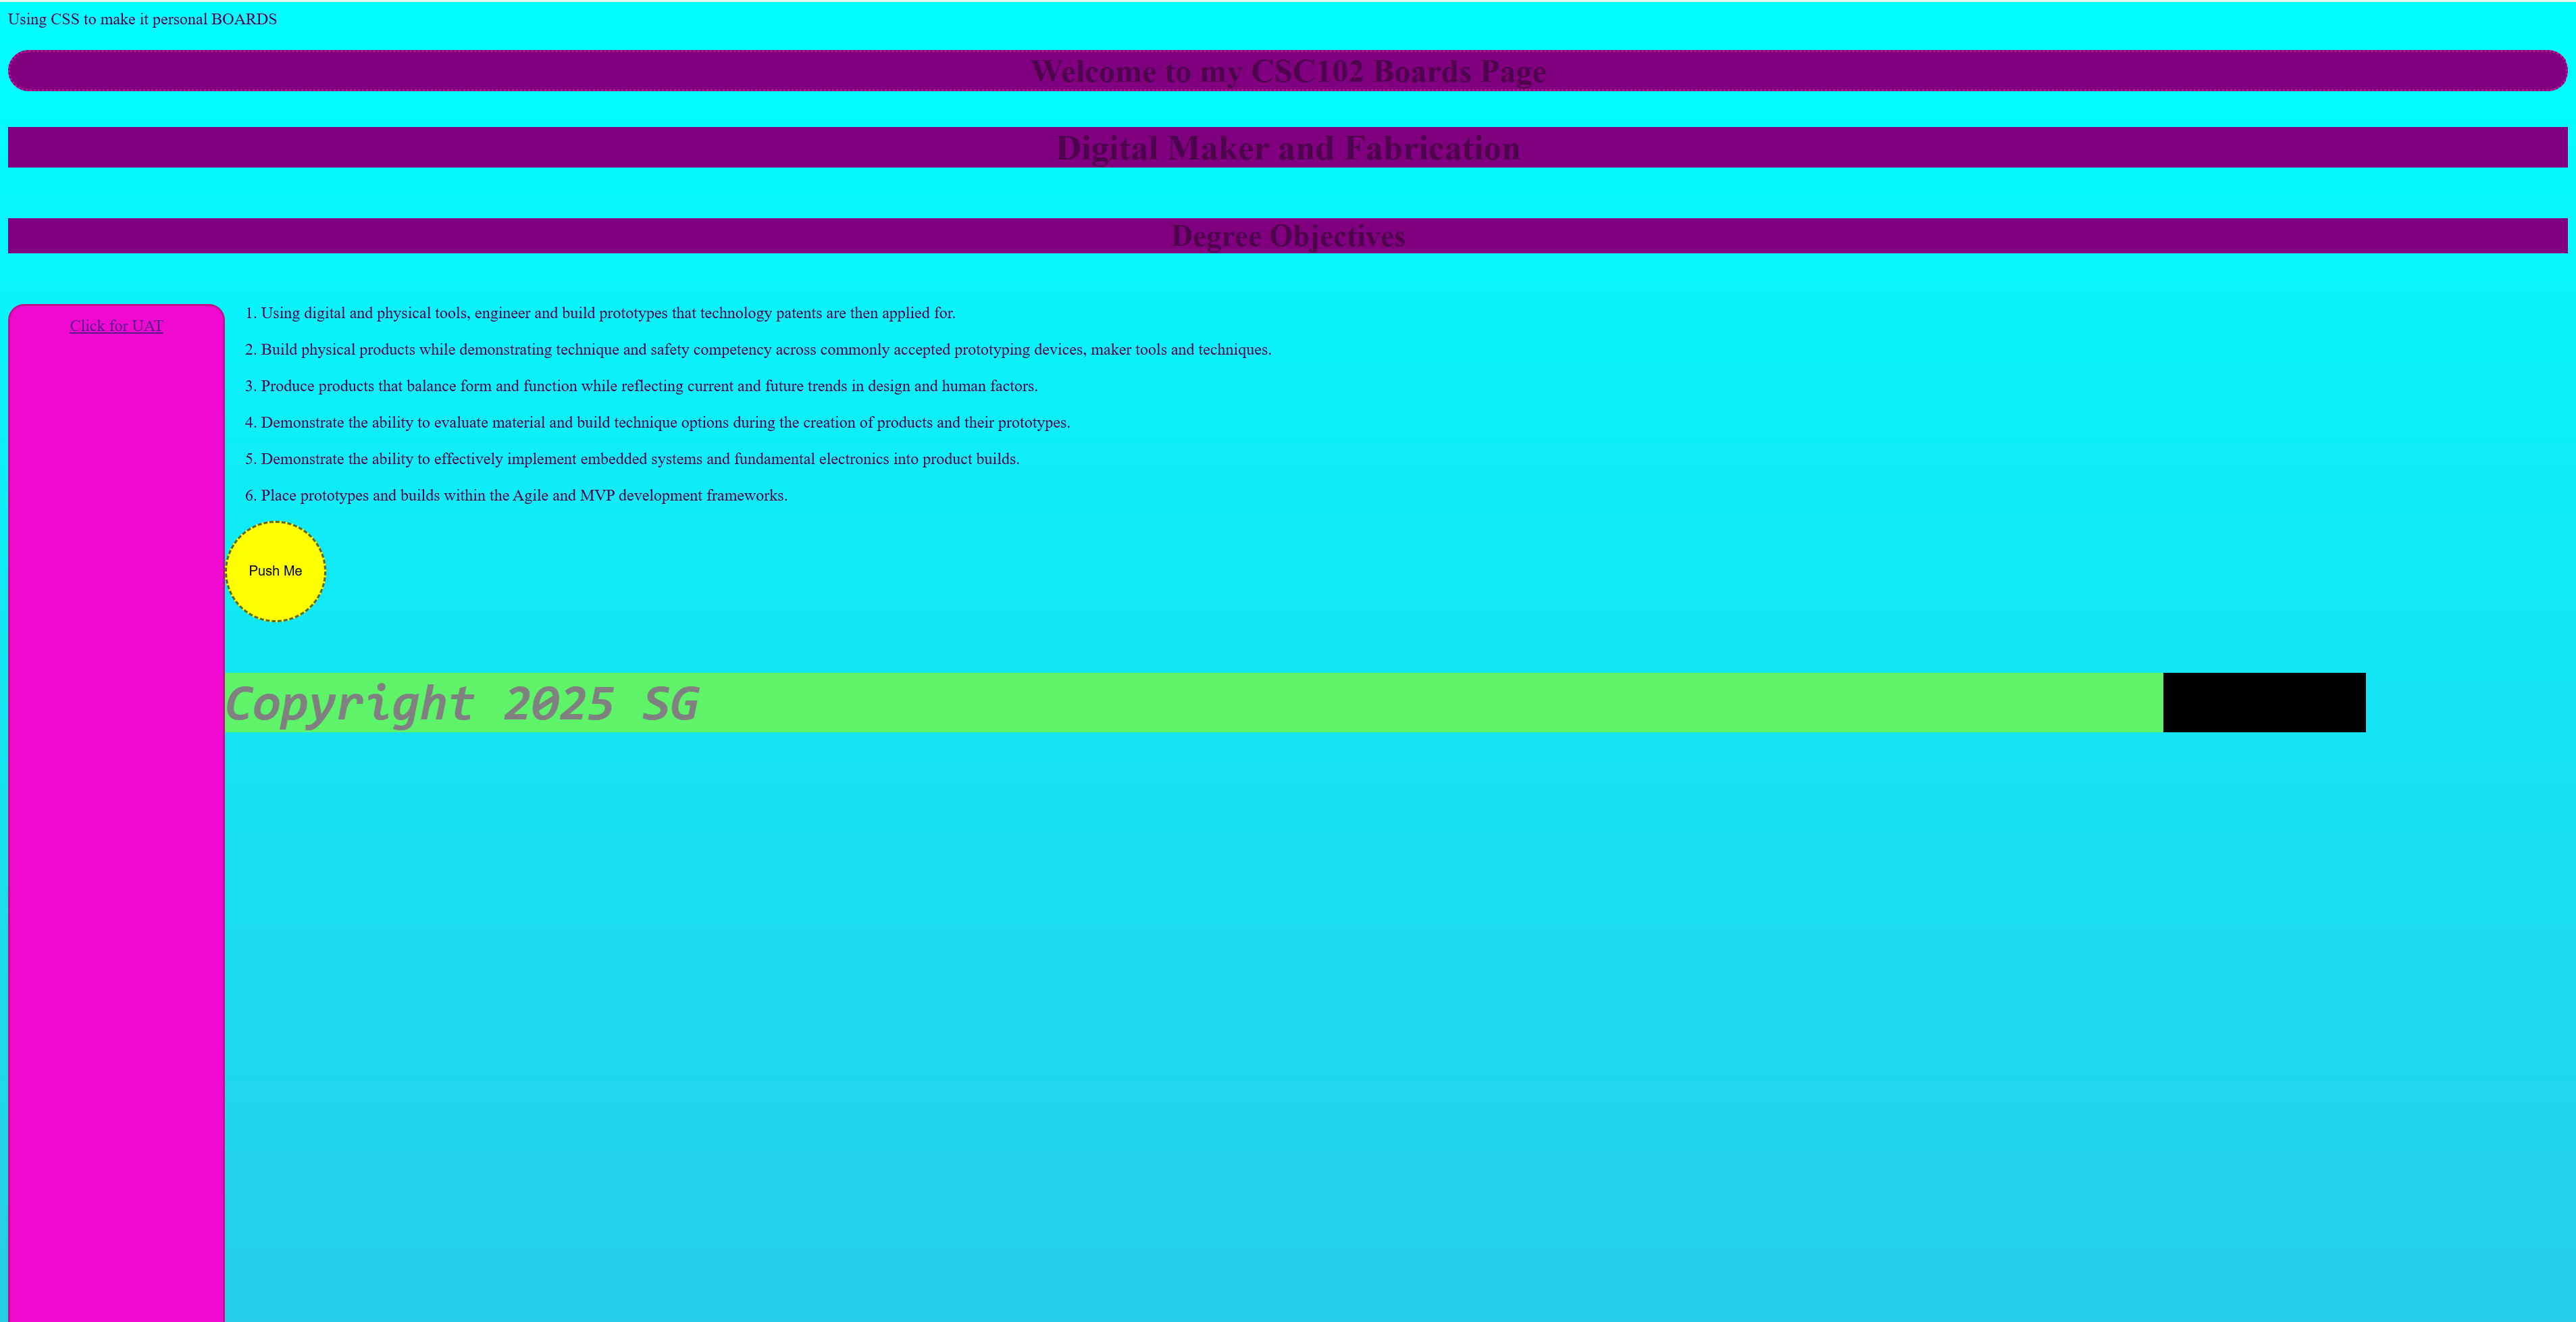 Using CSS to make it personal BOARDS
Welcome to my CSC102 Boards Page
Digital Maker and Fabrication
Degree Objectives
Click for UAT
1. Using digital and physical tools, engineer and build prototypes that technology patents are then applied for.
2. Build physical products while demonstrating technique and safety competency across commonly accepted prototyping devices, maker tools and techniques.
3. Produce products that balance form and function while reflecting current and future trends in design and human factors.
4. Demonstrate the ability to evaluate material and build technique options during the creation of products and their prototypes.
5. Demonstrate the ability to effectively implement embedded systems and fundamental electronics into product builds.
6. Place prototypes and builds within the Agile and MVP development frameworks.
Push Me
Copyright 2025 SG